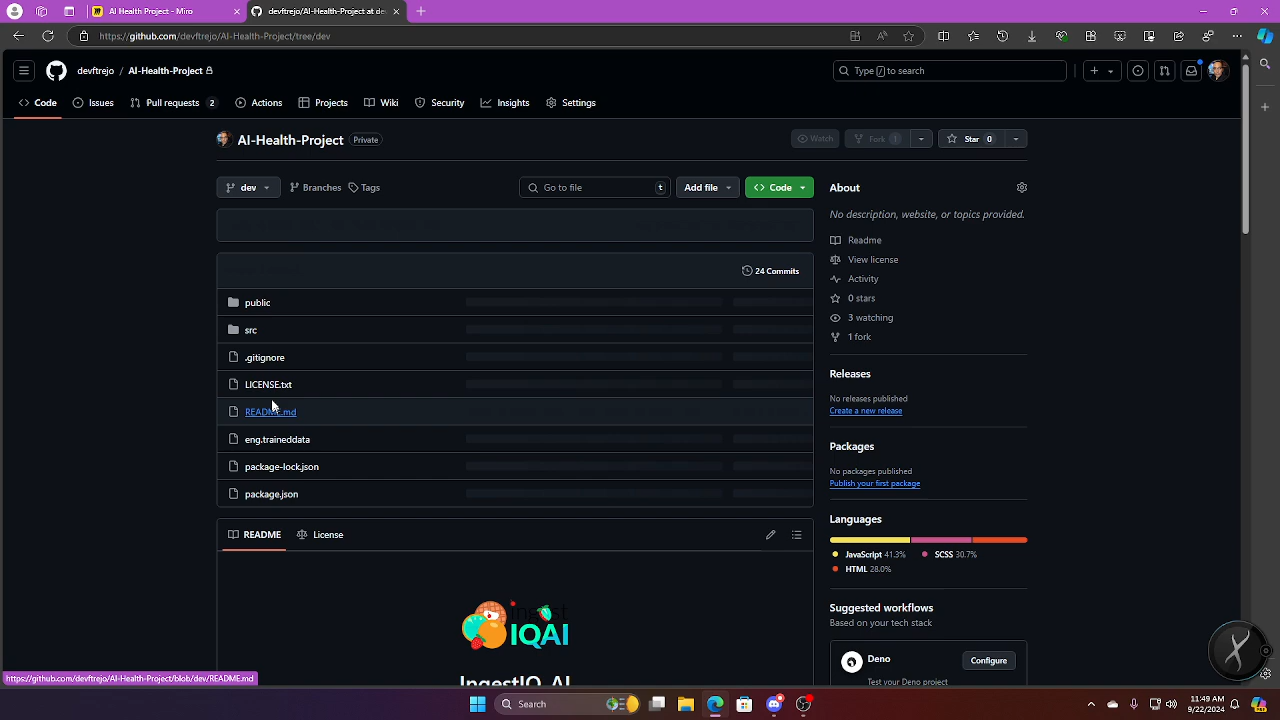 AI Health Project - Miro
devftrejo/AI-Health-Project at de
https://github.com/devftrejo/AI-Health-Project/tree/dev
devftrejo / AI-Health-Project
Type / to search
Code
Issues
Pull requests 2
Actions
Projects
Wiki
Security
Insights
Settings
AI-Health-Project Private
Watch
Fork 1
Star 0
dev
Branches
Tags
Go to file
t
Add file
Code
24 Commits
public
src
.gitignore
LICENSE.txt
README.md
eng.traineddata
package-lock.json
package.json
README
License
ingest
IQAI
IngestIQ AI
About
No description, website, or topics provided.
Readme
View license
Activity
0 stars
3 watching
1 fork
Releases
No releases published
Create a new release
Packages
No packages published
Publish your first package
Languages
JavaScript 41.3%
SCSS 30.7%
HTML 28.0%
Suggested workflows
Based on your tech stack
Deno
Configure
Test your Deno project
https://github.com/devftrejo/AI-Health-Project/blob/dev/README.md
Search
11:49 AM
9/22/2024